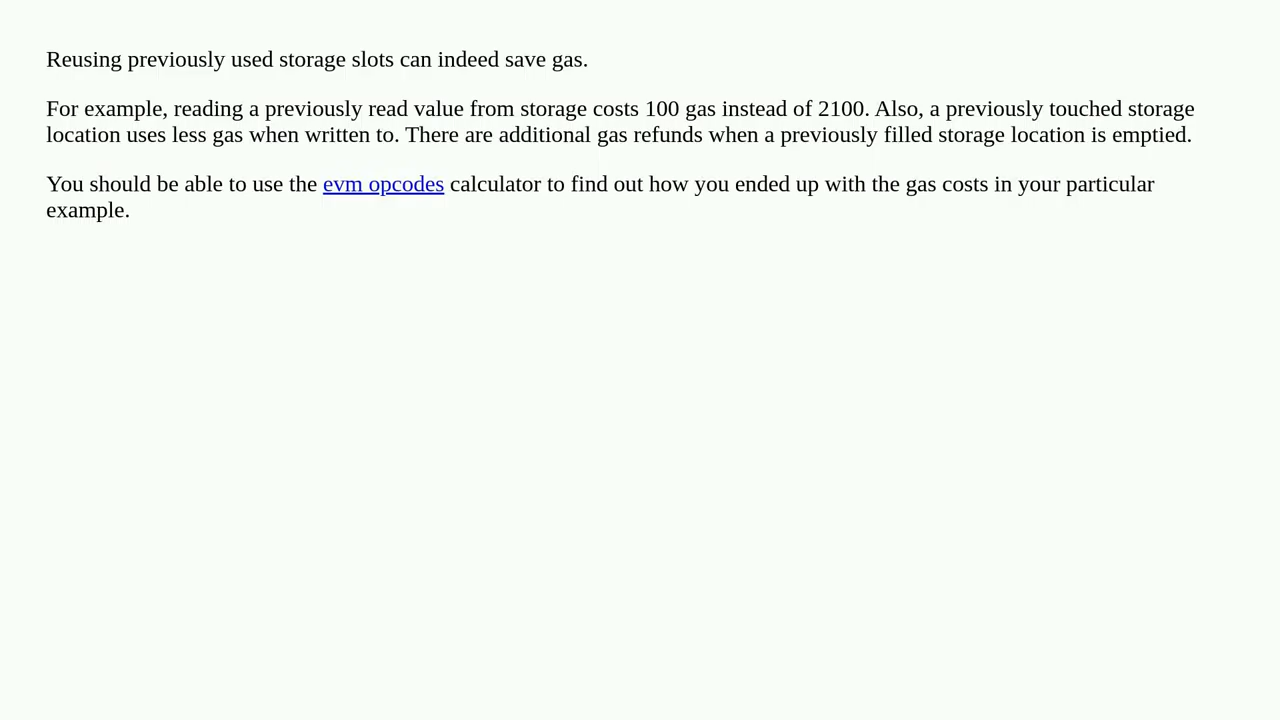 Reusing previously used storage slots can indeed save gas.
For example, reading a previously read value from storage costs 100 gas instead of 2100. Also, a previously touched storage
location uses less gas when written to. There are additional gas refunds when a previously filled storage location is emptied.
You should be able to use the evm opcodes calculator to find out how you ended up with the gas costs in your particular
example.